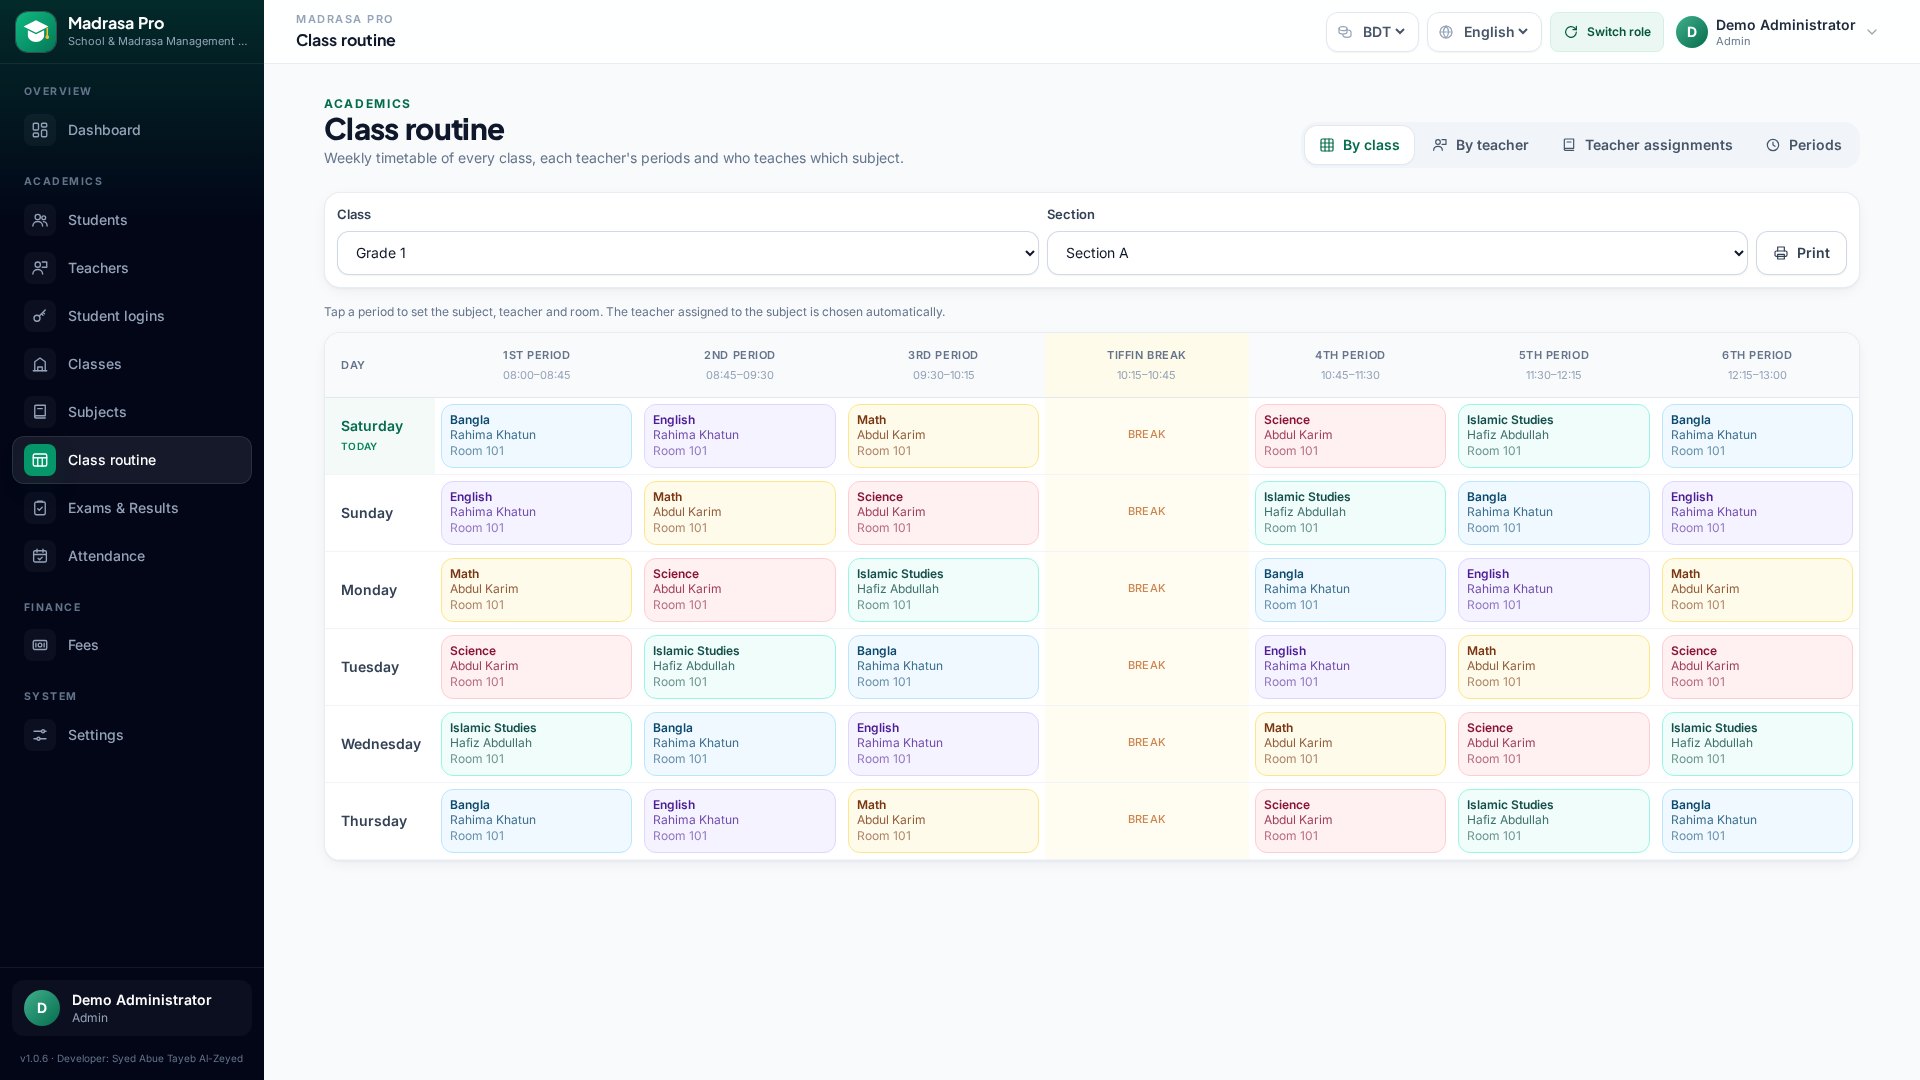 Madrasa Pro
School & Madrasa Management ...
OVERVIEW
Dashboard
ACADEMICS
Students
Teachers
Student logins
Classes
Subjects
Class routine
Exams & Results
Attendance
FINANCE
Fees
SYSTEM
Settings
D
Demo Administrator
Admin
v1.0.6 · Developer: Syed Abue Tayeb Al-Zeyed
MADRASA PRO
Class routine
BDT
English
Switch role
D
Demo Administrator
Admin
ACADEMICS
Class routine
Weekly timetable of every class, each teacher's periods and who teaches which subject.
By class
By teacher
Teacher assignments
Periods
Class
Section
Grade 1
Section A
Print
Tap a period to set the subject, teacher and room. The teacher assigned to the subject is chosen automatically.
DAY
1ST PERIOD
08:00–08:45
2ND PERIOD
08:45–09:30
3RD PERIOD
09:30–10:15
TIFFIN BREAK
10:15–10:45
4TH PERIOD
10:45–11:30
5TH PERIOD
11:30–12:15
6TH PERIOD
12:15–13:00
Saturday
TODAY
Bangla
Rahima Khatun
Room 101
English
Rahima Khatun
Room 101
Math
Abdul Karim
Room 101
BREAK
Science
Abdul Karim
Room 101
Islamic Studies
Hafiz Abdullah
Room 101
Bangla
Rahima Khatun
Room 101
Sunday
English
Rahima Khatun
Room 101
Math
Abdul Karim
Room 101
Science
Abdul Karim
Room 101
BREAK
Islamic Studies
Hafiz Abdullah
Room 101
Bangla
Rahima Khatun
Room 101
English
Rahima Khatun
Room 101
Monday
Math
Abdul Karim
Room 101
Science
Abdul Karim
Room 101
Islamic Studies
Hafiz Abdullah
Room 101
BREAK
Bangla
Rahima Khatun
Room 101
English
Rahima Khatun
Room 101
Math
Abdul Karim
Room 101
Tuesday
Science
Abdul Karim
Room 101
Islamic Studies
Hafiz Abdullah
Room 101
Bangla
Rahima Khatun
Room 101
BREAK
English
Rahima Khatun
Room 101
Math
Abdul Karim
Room 101
Science
Abdul Karim
Room 101
Wednesday
Islamic Studies
Hafiz Abdullah
Room 101
Bangla
Rahima Khatun
Room 101
English
Rahima Khatun
Room 101
BREAK
Math
Abdul Karim
Room 101
Science
Abdul Karim
Room 101
Islamic Studies
Hafiz Abdullah
Room 101
Thursday
Bangla
Rahima Khatun
Room 101
English
Rahima Khatun
Room 101
Math
Abdul Karim
Room 101
BREAK
Science
Abdul Karim
Room 101
Islamic Studies
Hafiz Abdullah
Room 101
Bangla
Rahima Khatun
Room 101